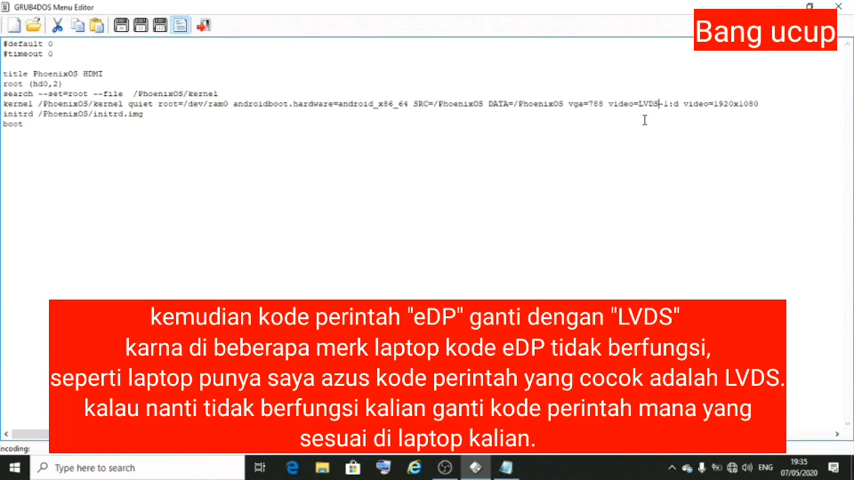 GRUB4DOS Menu Editor
Bang ucup
#default 0
#timeout 0
title PhoenixOS HDMI
root (hd0,2)
search --set=root --file /PhoenixOS/kernel
kernel /PhoenixOS/kernel quiet root=/dev/ram0 androidboot.hardware=android_x86_64 SRC=/PhoenixOS DATA=/PhoenixOS vga=788 video=LVDS-1:d video=1920x1080
initrd /PhoenixOS/initrd.img
boot
kemudian kode perintah "eDP" ganti dengan "LVDS"
karna di beberapa merk laptop kode eDP tidak berfungsi,
seperti laptop punya saya azus kode perintah yang cocok adalah LVDS.
kalau nanti tidak berfungsi kalian ganti kode perintah mana yang
sesuai di laptop kalian.
ncoding:
Type here to search
ENG
19:35
07/05/2020